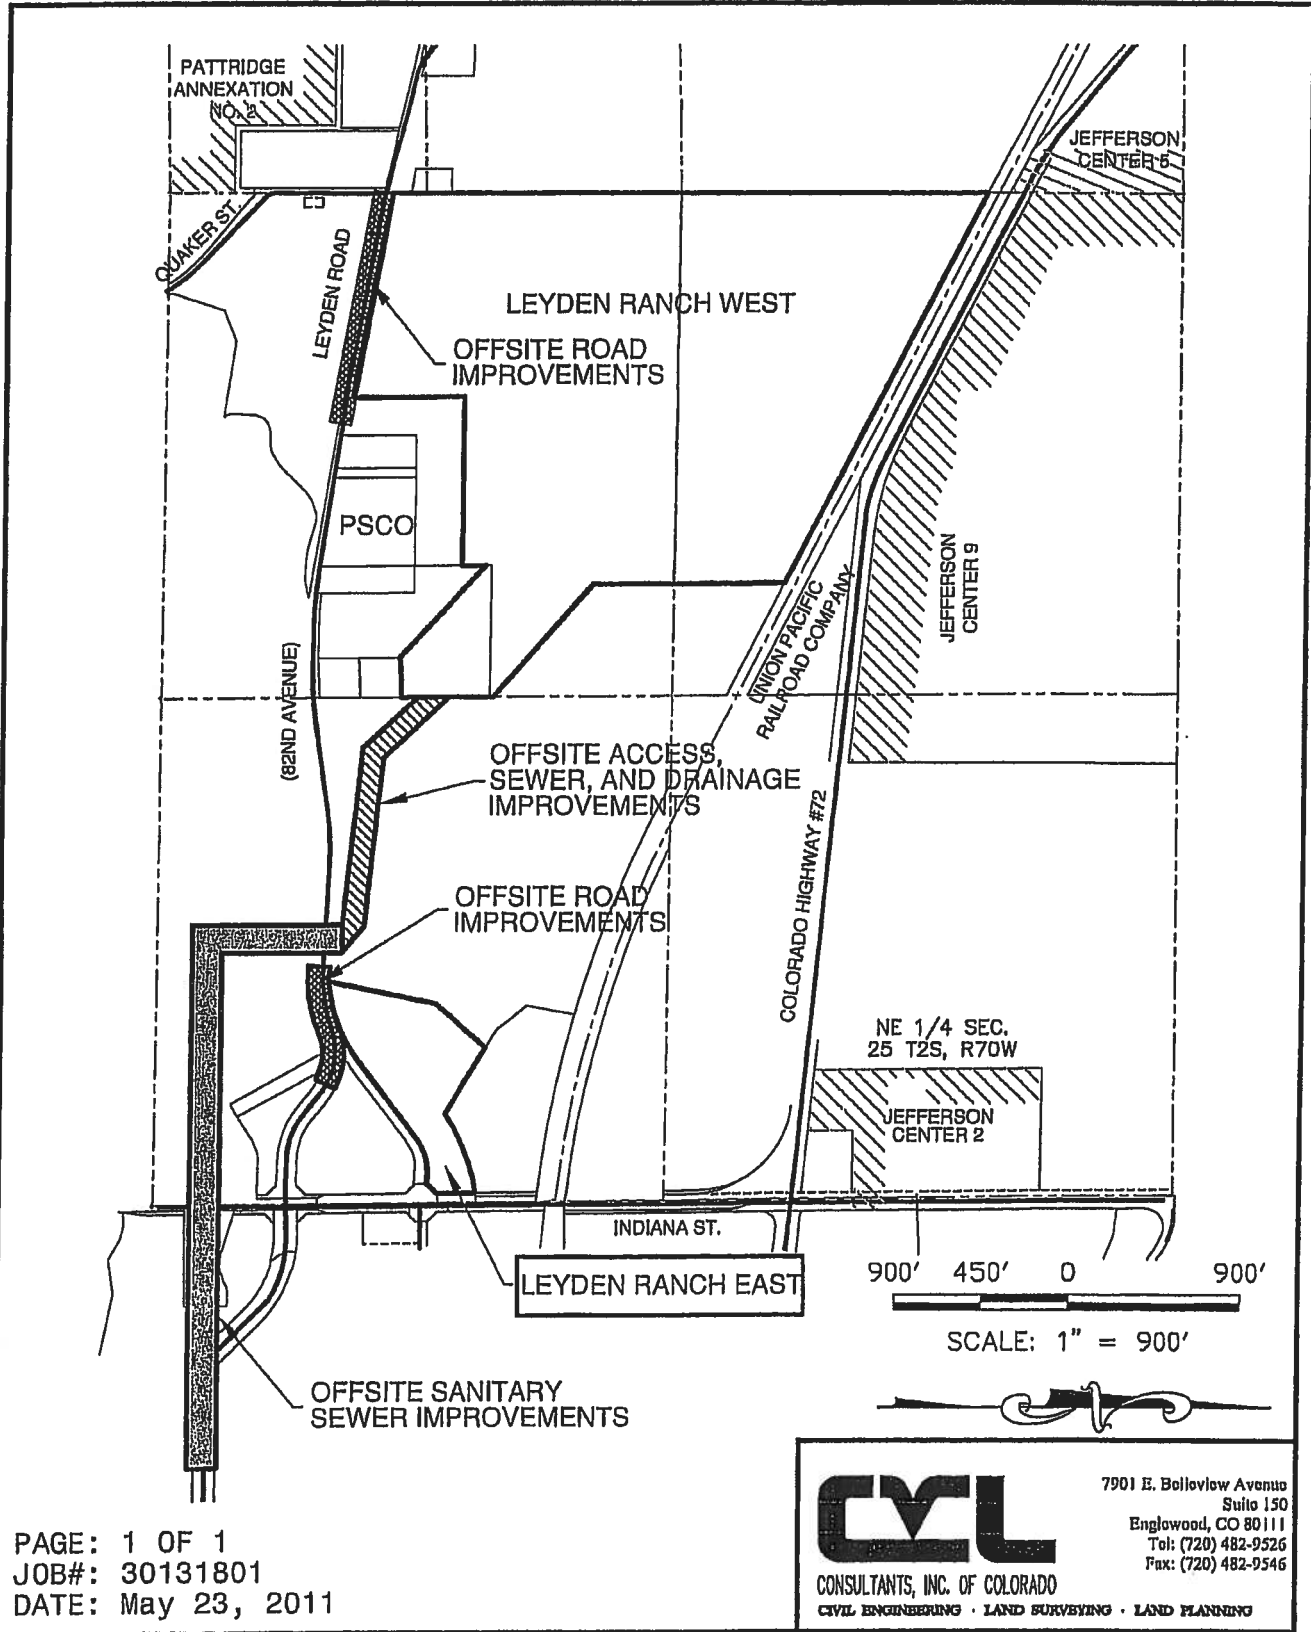 PATTRIDGE
ANNEXATION
NO. 2
JEFFERSON
CENTER 5
QUAKER ST.
LEYDEN ROAD
LEYDEN RANCH WEST
OFFSITE ROAD
IMPROVEMENTS
PSCO
JEFFERSON
CENTER 9
UNION PACIFIC
RAILROAD COMPANY
(82ND AVENUE)
OFFSITE ACCESS,
SEWER, AND DRAINAGE
IMPROVEMENTS
COLORADO HIGHWAY #72
OFFSITE ROAD
IMPROVEMENTS
NE 1/4 SEC.
25 T2S, R70W
JEFFERSON
CENTER 2
INDIANA ST.
LEYDEN RANCH EAST
900' 450' 0 900'
SCALE: 1" = 900'
OFFSITE SANITARY
SEWER IMPROVEMENTS
PAGE: 1 OF 1
JOB#: 30131801
DATE: May 23, 2011
CVL
CONSULTANTS, INC. OF COLORADO
CIVIL ENGINEERING · LAND SURVEYING · LAND PLANNING
7901 E. Belleview Avenue
Suite 150
Englewood, CO 80111
Tel: (720) 482-9526
Fax: (720) 482-9546